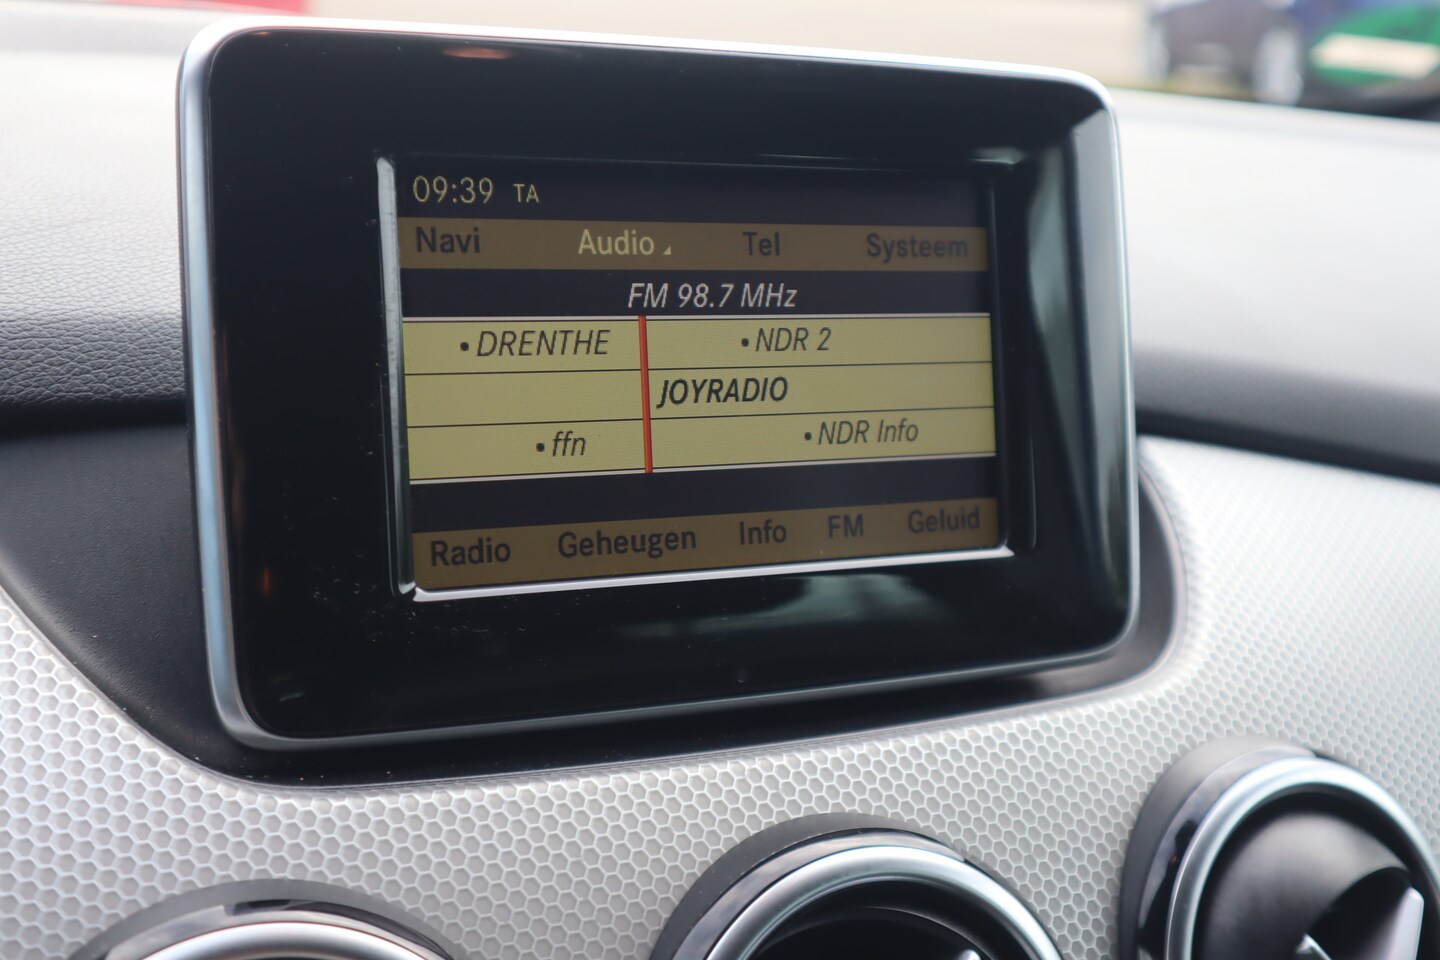 09:39 TA
Navi Audio Tel Systeem
FM 98.7 MHz
• DRENTHE • NDR 2
JOYRADIO
• ffn • NDR Info
Radio Geheugen Info FM Geluid